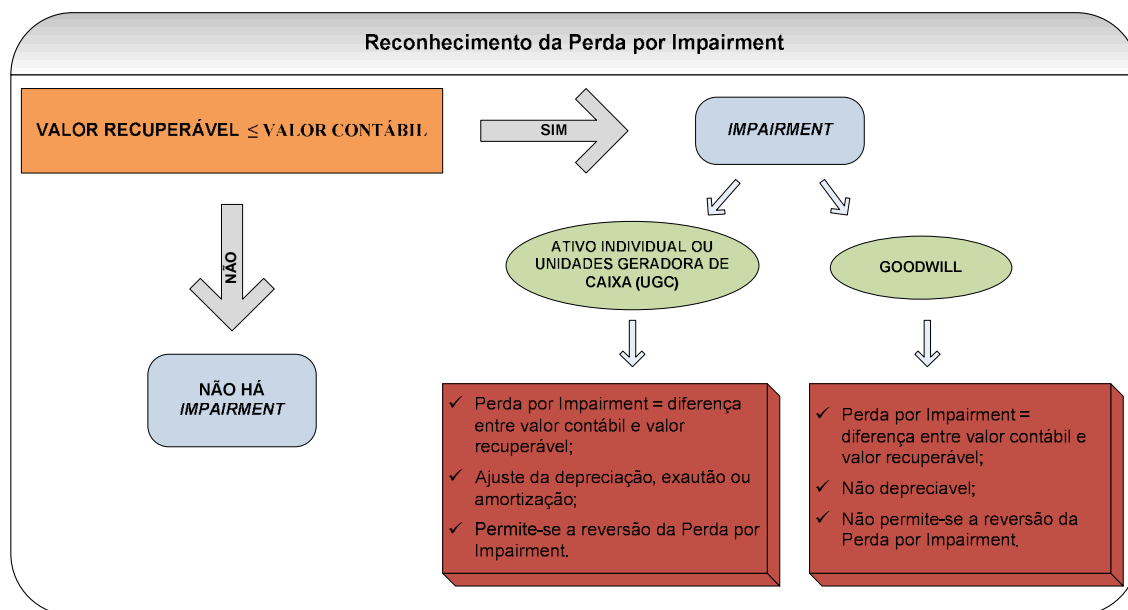 Reconhecimento da Perda por Impairment
VALOR RECUPERÁVEL ≤ VALOR CONTÁBIL
SIM
IMPAIRMENT
NÃO
ATIVO INDIVIDUAL OU
UNIDADES GERADORA DE
CAIXA (UGC)
GOODWILL
NÃO HÁ
IMPAIRMENT
✓ Perda por Impairment = diferença
entre valor contábil e valor
recuperável;
✓ Ajuste da depreciação, exautão ou
amortização;
✓ Permite-se a reversão da Perda por
Impairment.
✓ Perda por Impairment =
diferença entre valor contábil e
valor recuperável;
✓ Não depreciavel;
✓ Não permite-se a reversão da
Perda por Impairment.